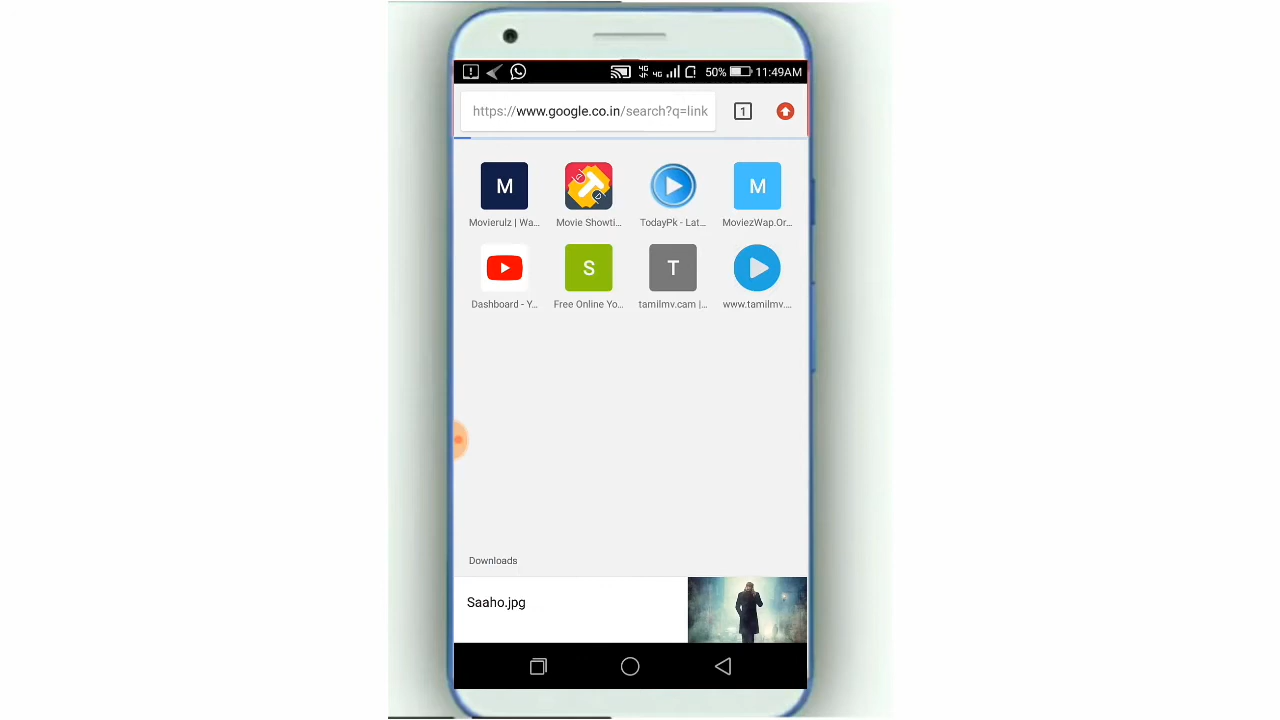 50% 11:49AM
https://www.google.co.in/search?q=link
1
M
M
Movierulz | Wa...
Movie Showti...
TodayPk - Lat...
MoviezWap.Or...
S
T
Dashboard - Y...
Free Online Yo...
tamilmv.cam |...
www.tamilmv....
Downloads
Saaho.jpg